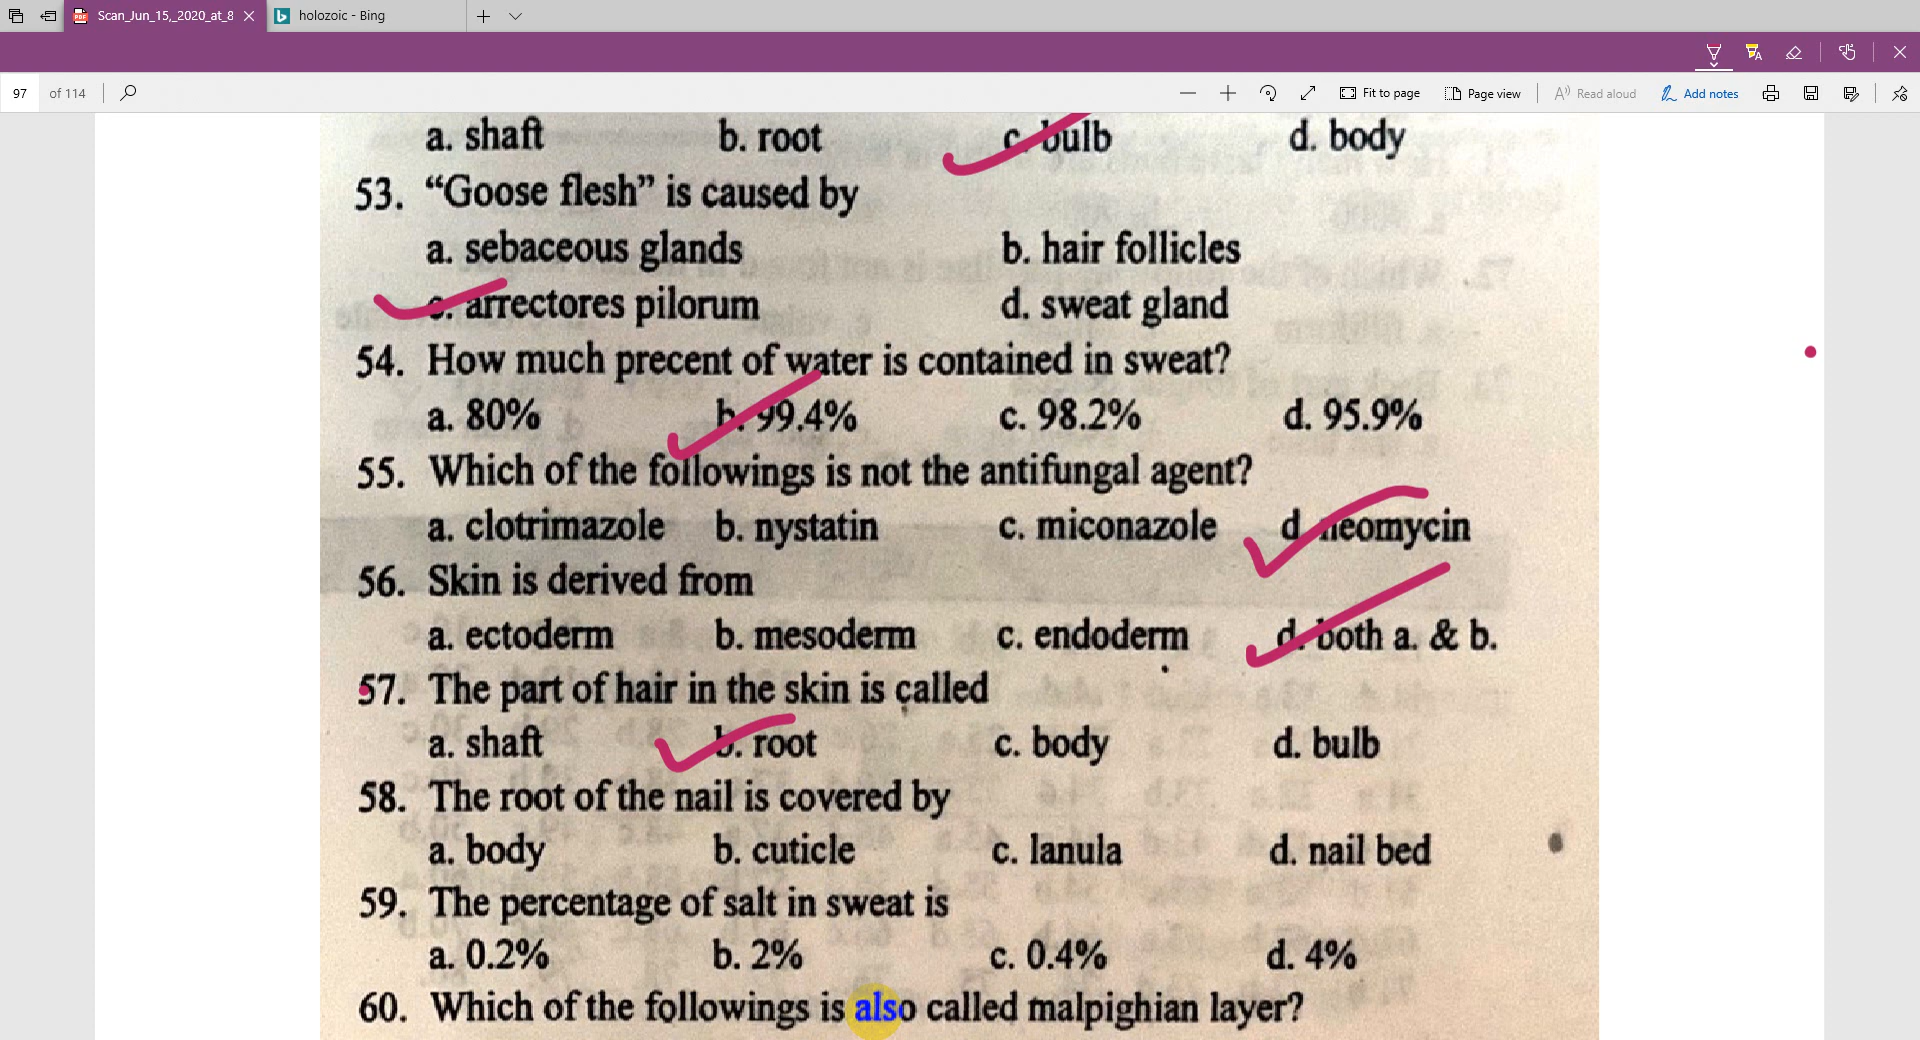 Scan_Jun_15,_2020_at_8
holozoic - Bing
97 of 114
Fit to page
Page view
Read aloud
Add notes
a. shaft b. root c. bulb d. body
53. “Goose flesh” is caused by
a. sebaceous glands b. hair follicles
c. arrectores pilorum d. sweat gland
54. How much precent of water is contained in sweat?
a. 80% b. 99.4% c. 98.2% d. 95.9%
55. Which of the followings is not the antifungal agent?
a. clotrimazole b. nystatin c. miconazole d. neomycin
56. Skin is derived from
a. ectoderm b. mesoderm c. endoderm d. both a. & b.
57. The part of hair in the skin is called
a. shaft b. root c. body d. bulb
58. The root of the nail is covered by
a. body b. cuticle c. lanula d. nail bed
59. The percentage of salt in sweat is
a. 0.2% b. 2% c. 0.4% d. 4%
60. Which of the followings is also called malpighian layer?